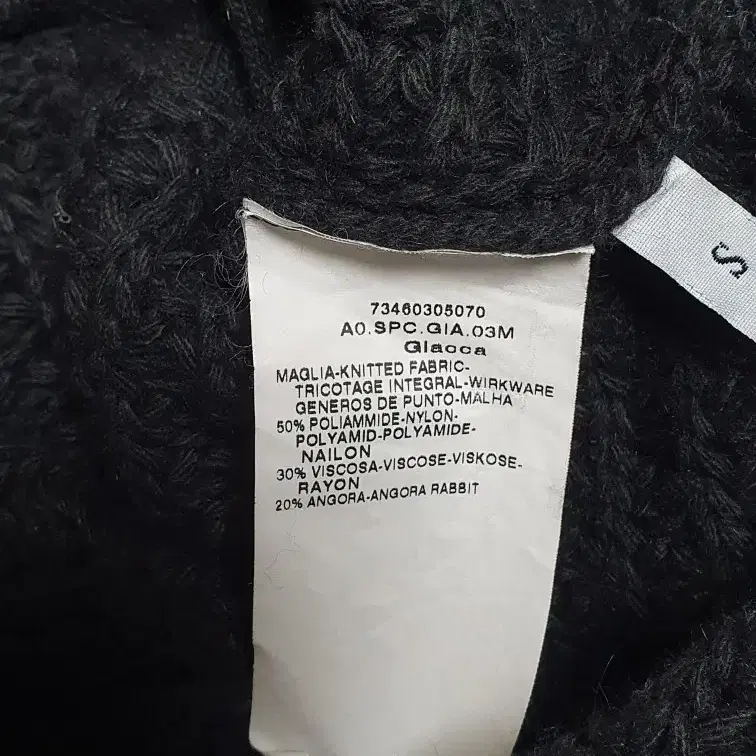 73460305070
A0.SPC.GIA.03M
Giacca
MAGLIA-KNITTED FABRIC-
TRICOTAGE INTEGRAL-WIRKWARE
GENEROS DE PUNTO-MALHA
50% POLIAMMIDE-NYLON-
POLYAMID-POLYAMIDE-
NAILON
30% VISCOSA-VISCOSE-VISKOSE-
RAYON
20% ANGORA-ANGORA RABBIT
S